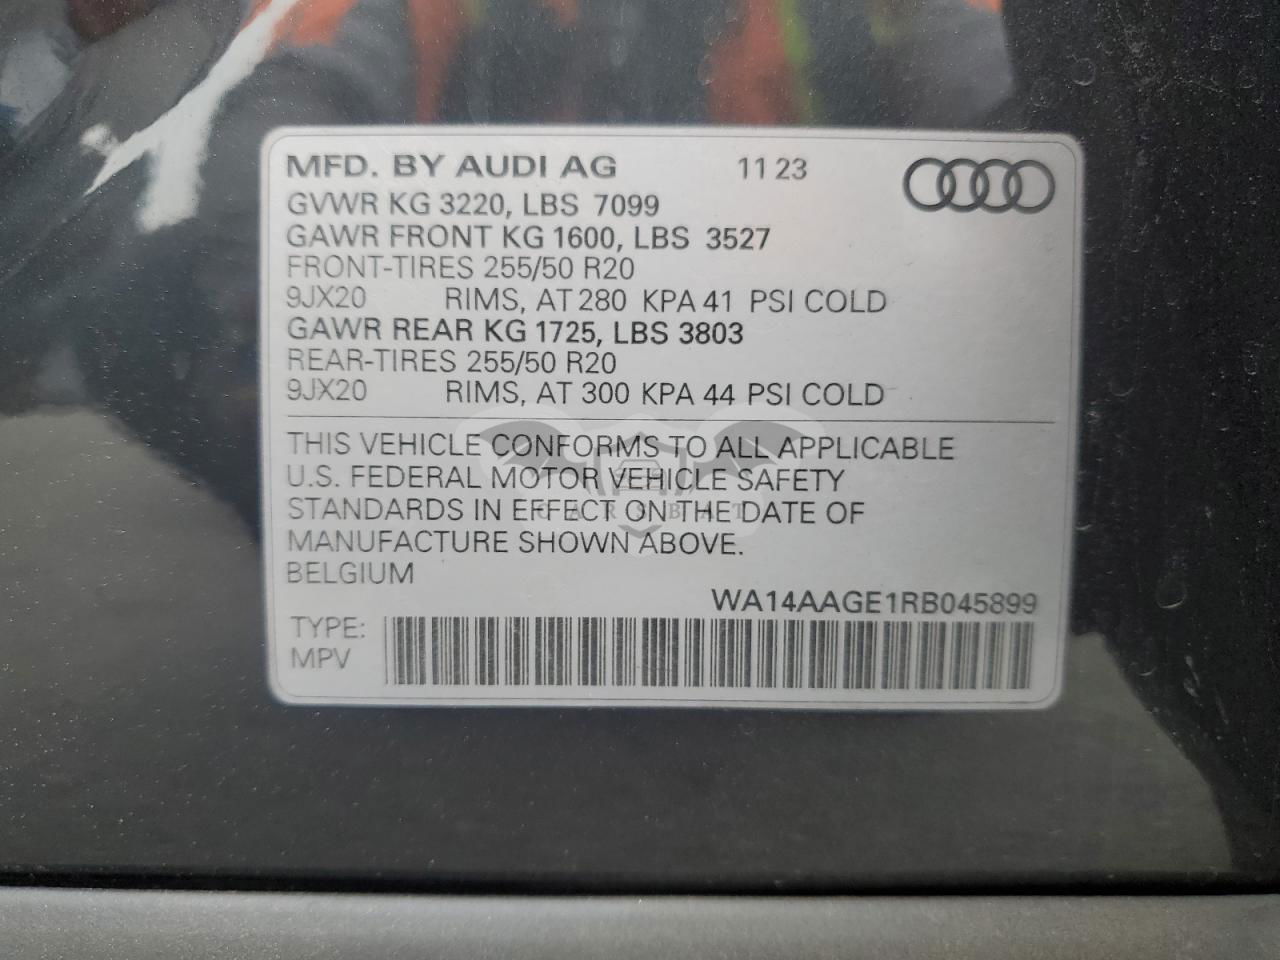 MFD. BY AUDI AG 11 23
GVWR KG 3220, LBS 7099
GAWR FRONT KG 1600, LBS 3527
FRONT-TIRES 255/50 R20
9JX20 RIMS, AT 280 KPA 41 PSI COLD
GAWR REAR KG 1725, LBS 3803
REAR-TIRES 255/50 R20
9JX20 RIMS, AT 300 KPA 44 PSI COLD
THIS VEHICLE CONFORMS TO ALL APPLICABLE
U.S. FEDERAL MOTOR VEHICLE SAFETY
STANDARDS IN EFFECT ON THE DATE OF
CARSBAT
MANUFACTURE SHOWN ABOVE.
BELGIUM
WA14AAGE1RB045899
TYPE:
MPV